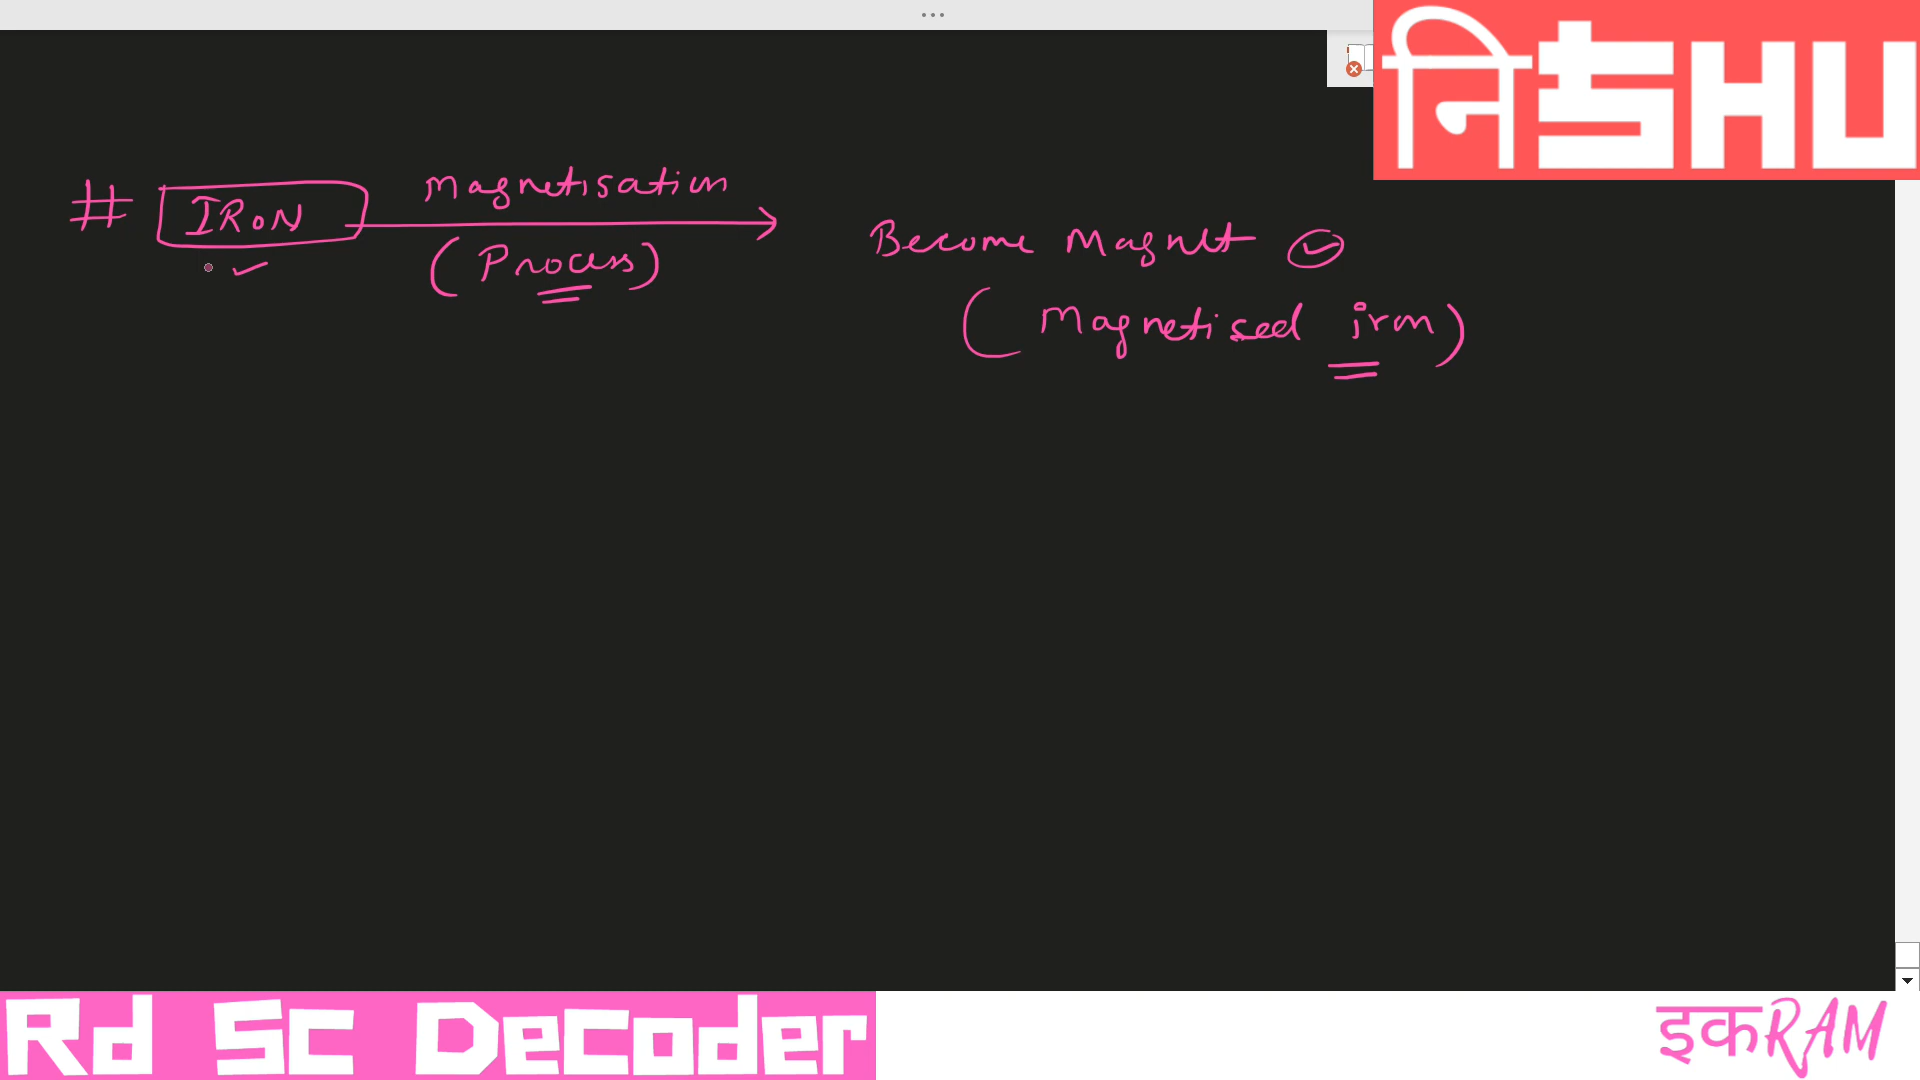 निSHU
# IRON Magnetisation
(Process)
Become Magnet
(Magnetised iron)
Rd Sc Decoder
इकRAM